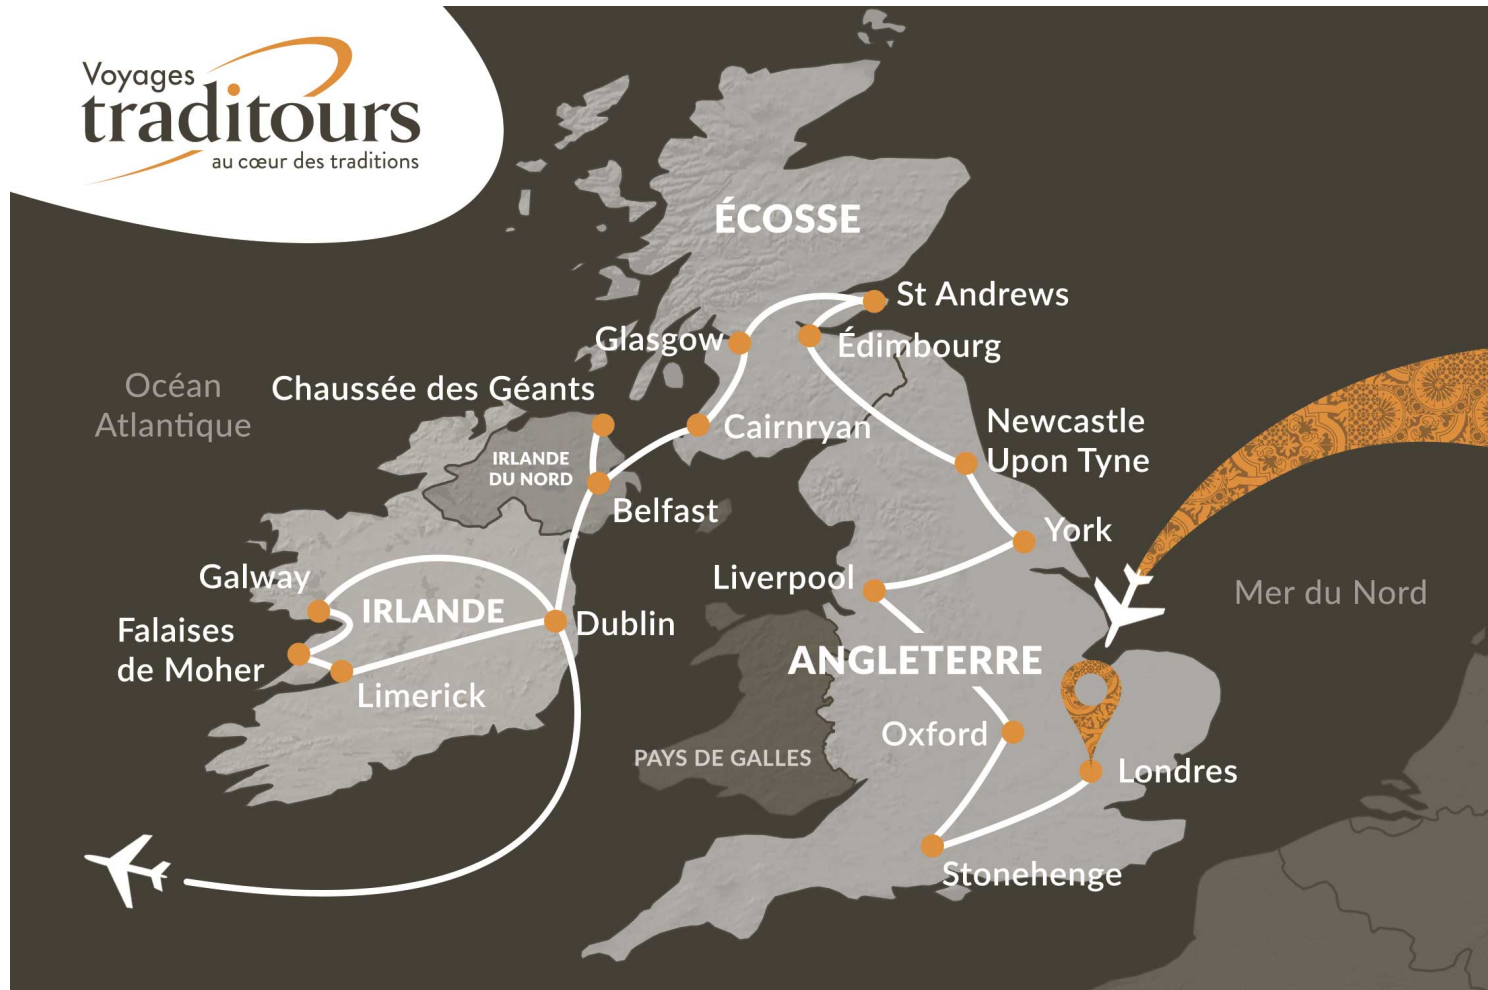 Voyages
traditours
au cœur des traditions
ÉCOSSE
St Andrews
Glasgow
Édimbourg
Océan
Atlantique
Chaussée des Géants
Cairnryan
Newcastle
Upon Tyne
IRLANDE
DU NORD
Belfast
York
Galway
Liverpool
Mer du Nord
IRLANDE
Dublin
Falaises
de Moher
ANGLETERRE
Limerick
Oxford
PAYS DE GALLES
Londres
Stonehenge